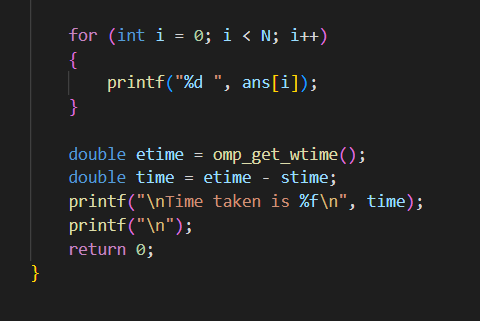 for (int i = 0; i < N; i++)
{
printf("%d ", ans[i]);
}
double etime = omp_get_wtime();
double time = etime - stime;
printf("\nTime taken is %f\n", time);
printf("\n");
return 0;
}